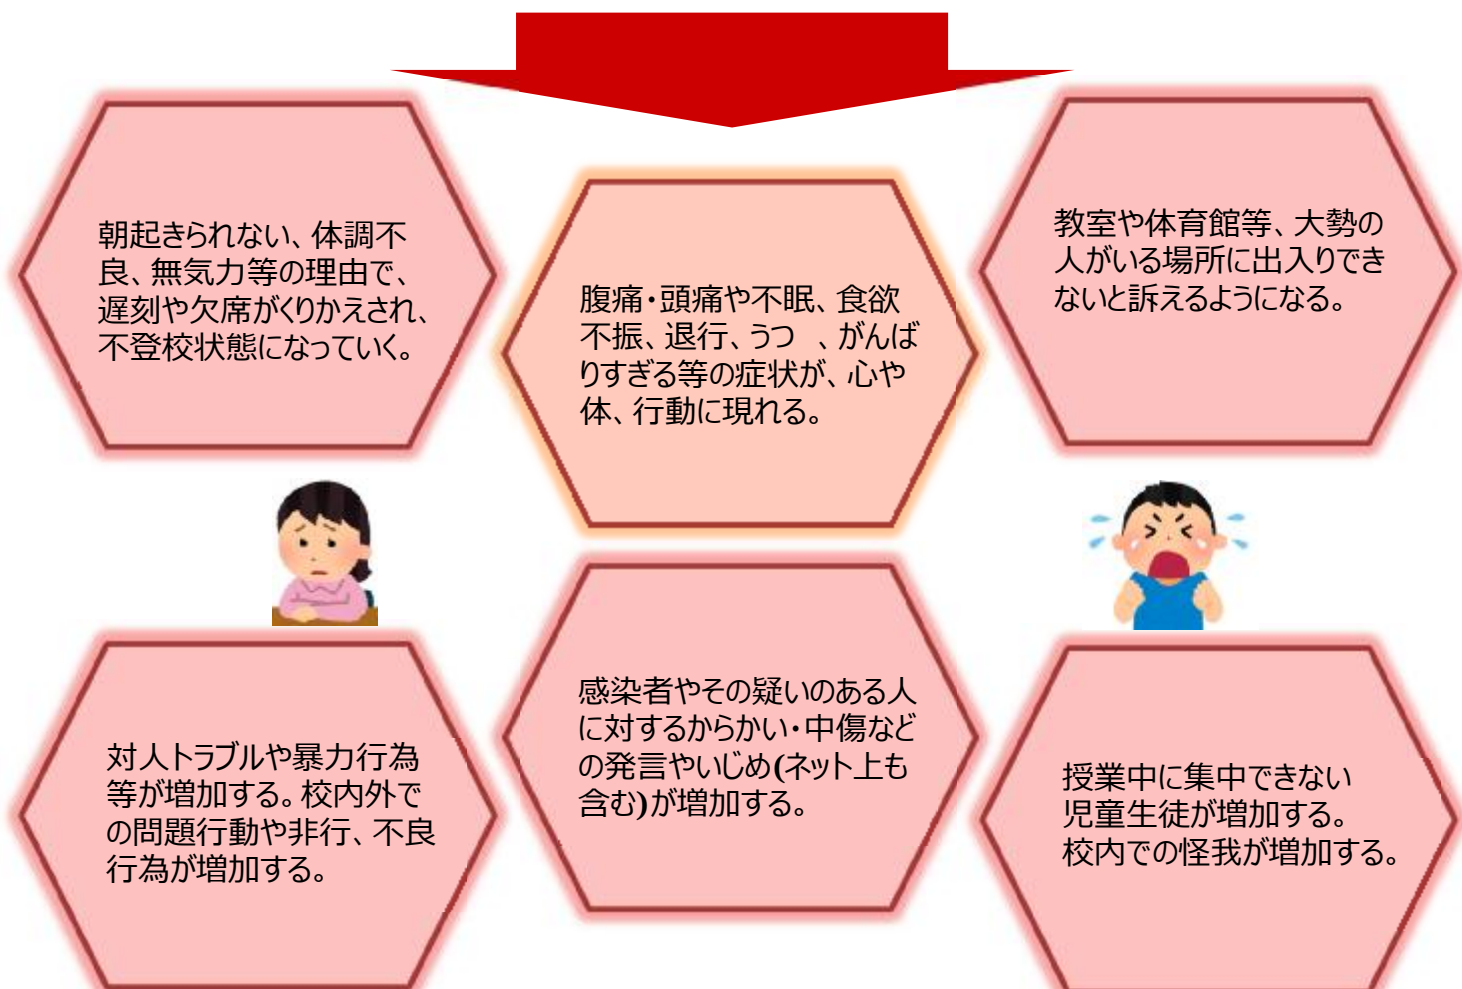 朝起きられない、体調不
良、無気力等の理由で、
遅刻や欠席がくりかえされ、
不登校状態になっていく。
腹痛・頭痛や不眠、食欲
不振、退行、うつ 、がんば
りすぎる等の症状が、心や
体、行動に現れる。
教室や体育館等、大勢の
人がいる場所に出入りでき
ないと訴えるようになる。
対人トラブルや暴力行為
等が増加する。校内外で
の問題行動や非行、不良
行為が増加する。
感染者やその疑いのある人
に対するからかい・中傷など
の発言やいじめ(ネット上も
含む)が増加する。
授業中に集中できない
児童生徒が増加する。
校内での怪我が増加する。